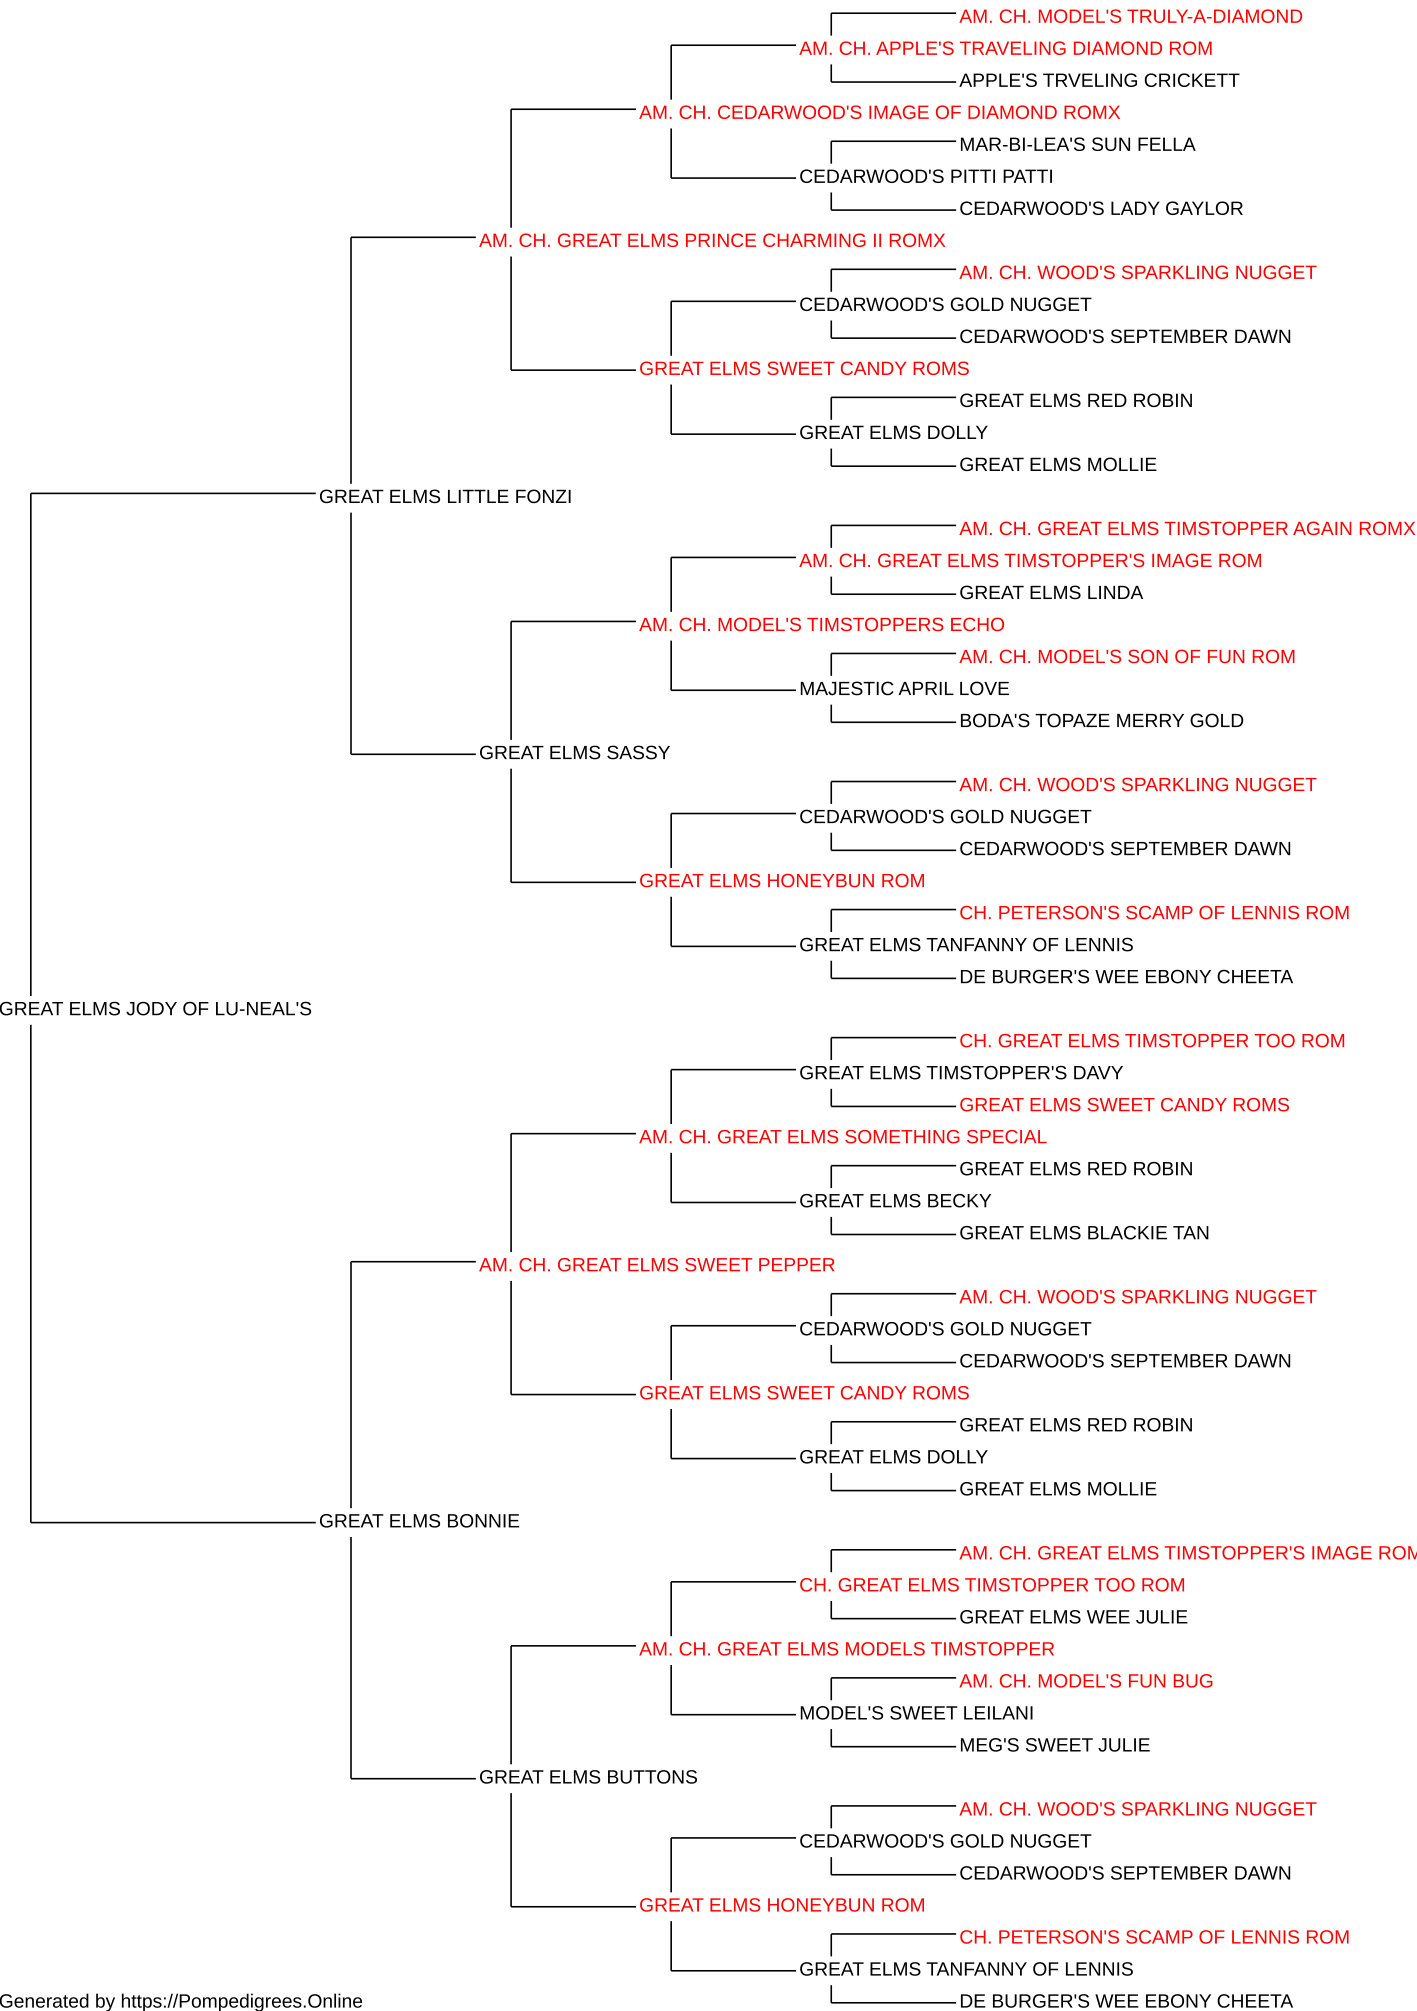 AM. CH. MODEL'S TRULY-A-DIAMOND
AM. CH. APPLE'S TRAVELING DIAMOND ROM
APPLE'S TRVELING CRICKETT
AM. CH. CEDARWOOD'S IMAGE OF DIAMOND ROMX
MAR-BI-LEA'S SUN FELLA
CEDARWOOD'S PITTI PATTI
CEDARWOOD'S LADY GAYLOR
AM. CH. GREAT ELMS PRINCE CHARMING II ROMX
AM. CH. WOOD'S SPARKLING NUGGET
CEDARWOOD'S GOLD NUGGET
CEDARWOOD'S SEPTEMBER DAWN
GREAT ELMS SWEET CANDY ROMS
GREAT ELMS RED ROBIN
GREAT ELMS DOLLY
GREAT ELMS MOLLIE
GREAT ELMS LITTLE FONZI
AM. CH. GREAT ELMS TIMSTOPPER AGAIN ROMX
AM. CH. GREAT ELMS TIMSTOPPER'S IMAGE ROM
GREAT ELMS LINDA
AM. CH. MODEL'S TIMSTOPPERS ECHO
AM. CH. MODEL'S SON OF FUN ROM
MAJESTIC APRIL LOVE
BODA'S TOPAZE MERRY GOLD
GREAT ELMS SASSY
AM. CH. WOOD'S SPARKLING NUGGET
CEDARWOOD'S GOLD NUGGET
CEDARWOOD'S SEPTEMBER DAWN
GREAT ELMS HONEYBUN ROM
CH. PETERSON'S SCAMP OF LENNIS ROM
GREAT ELMS TANFANNY OF LENNIS
DE BURGER'S WEE EBONY CHEETA
GREAT ELMS JODY OF LU-NEAL'S
CH. GREAT ELMS TIMSTOPPER TOO ROM
GREAT ELMS TIMSTOPPER'S DAVY
GREAT ELMS SWEET CANDY ROMS
AM. CH. GREAT ELMS SOMETHING SPECIAL
GREAT ELMS RED ROBIN
GREAT ELMS BECKY
GREAT ELMS BLACKIE TAN
AM. CH. GREAT ELMS SWEET PEPPER
AM. CH. WOOD'S SPARKLING NUGGET
CEDARWOOD'S GOLD NUGGET
CEDARWOOD'S SEPTEMBER DAWN
GREAT ELMS SWEET CANDY ROMS
GREAT ELMS RED ROBIN
GREAT ELMS DOLLY
GREAT ELMS MOLLIE
GREAT ELMS BONNIE
AM. CH. GREAT ELMS TIMSTOPPER'S IMAGE ROM
CH. GREAT ELMS TIMSTOPPER TOO ROM
GREAT ELMS WEE JULIE
AM. CH. GREAT ELMS MODELS TIMSTOPPER
AM. CH. MODEL'S FUN BUG
MODEL'S SWEET LEILANI
MEG'S SWEET JULIE
GREAT ELMS BUTTONS
AM. CH. WOOD'S SPARKLING NUGGET
CEDARWOOD'S GOLD NUGGET
CEDARWOOD'S SEPTEMBER DAWN
GREAT ELMS HONEYBUN ROM
CH. PETERSON'S SCAMP OF LENNIS ROM
GREAT ELMS TANFANNY OF LENNIS
DE BURGER'S WEE EBONY CHEETA
Generated by https://Pompedigrees.Online